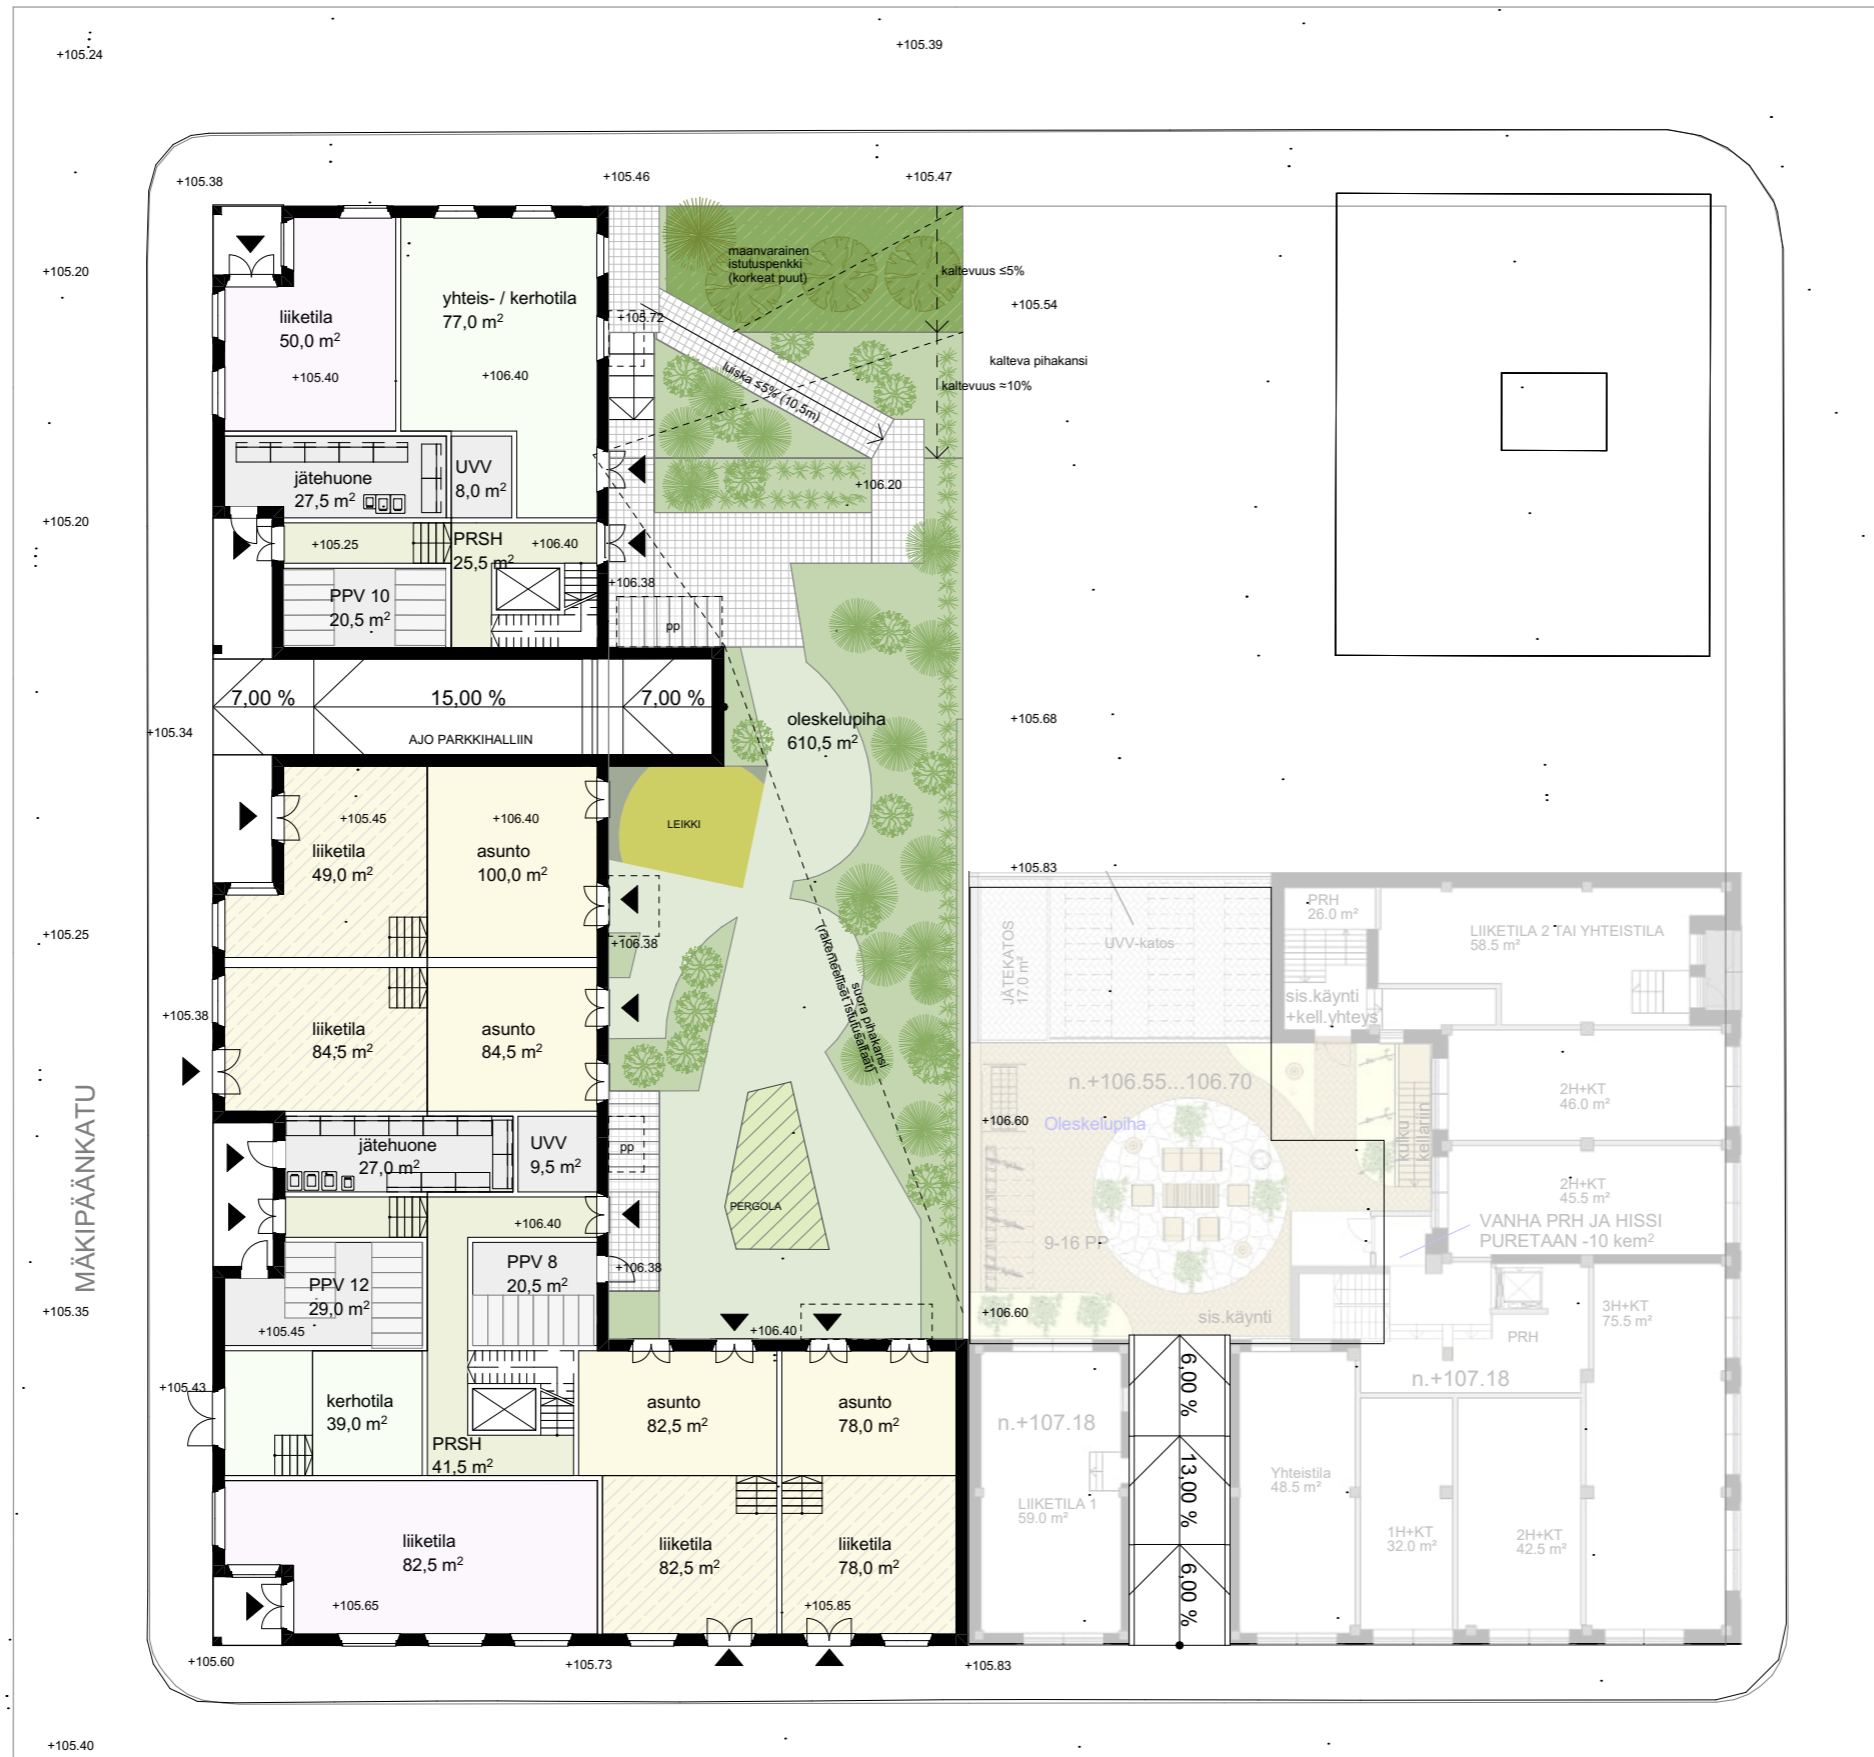 +105.24
+105.39
+105.38
+105.46
+105.47
+105.20
maanvarainen
istutuspenkki
(korkeat puut)
kaltevuus ≤5%
+105.54
liiketila
50,0 m²
+105.40
yhteis- / kerhotila
77,0 m²
+106.40
+105.72
luiska ≤5% (10,5m)
kalteva pihakansi
kaltevuus ≈10%
jätehuone
27,5 m²
UVV
8,0 m²
+106.20
+105.20
+105.25
PRSH
25,5 m²
+106.40
+106.38
PPV 10
20,5 m²
pp
7,00 %
15,00 %
7,00 %
AJO PARKKIHALLIIN
+105.34
oleskelupiha
610,5 m²
+105.68
+105.45
liiketila
49,0 m²
+106.40
asunto
100,0 m²
LEIKKI
+105.83
+105.25
+106.38
suora pihakansi
(rakenteelliset istutusaltaat)
JÄTEKATOS
17.0 m²
UVV-katos
PRH
26.0 m²
LIIKETILA 2 TAI YHTEISTILA
58.5 m²
sis.käynti
+kell.yhteys
+105.38
liiketila
84,5 m²
asunto
84,5 m²
MÄKIPÄÄNKATU
n.+106.55...106.70
+106.60
Oleskelupiha
kulku
kellariin
2H+KT
46.0 m²
jätehuone
27,0 m²
UVV
9,5 m²
pp
PERGOLA
2H+KT
45.5 m²
VANHA PRH JA HISSI
PURETAAN -10 kem²
9-16 PP
+106.40
PPV 12
29,0 m²
+105.45
PPV 8
20,5 m²
+106.38
+105.35
+106.40
+106.60
sis.käynti
PRH
3H+KT
75.5 m²
n.+107.18
+105.43
kerhotila
39,0 m²
PRSH
41,5 m²
asunto
82,5 m²
asunto
78,0 m²
n.+107.18
6,00 %
13,00 %
6,00 %
LIIKETILA 1
59.0 m²
Yhteistila
48.5 m²
1H+KT
32.0 m²
2H+KT
42.5 m²
liiketila
82,5 m²
+105.65
liiketila
82,5 m²
liiketila
78,0 m²
+105.85
+105.60
+105.73
+105.83
+105.40